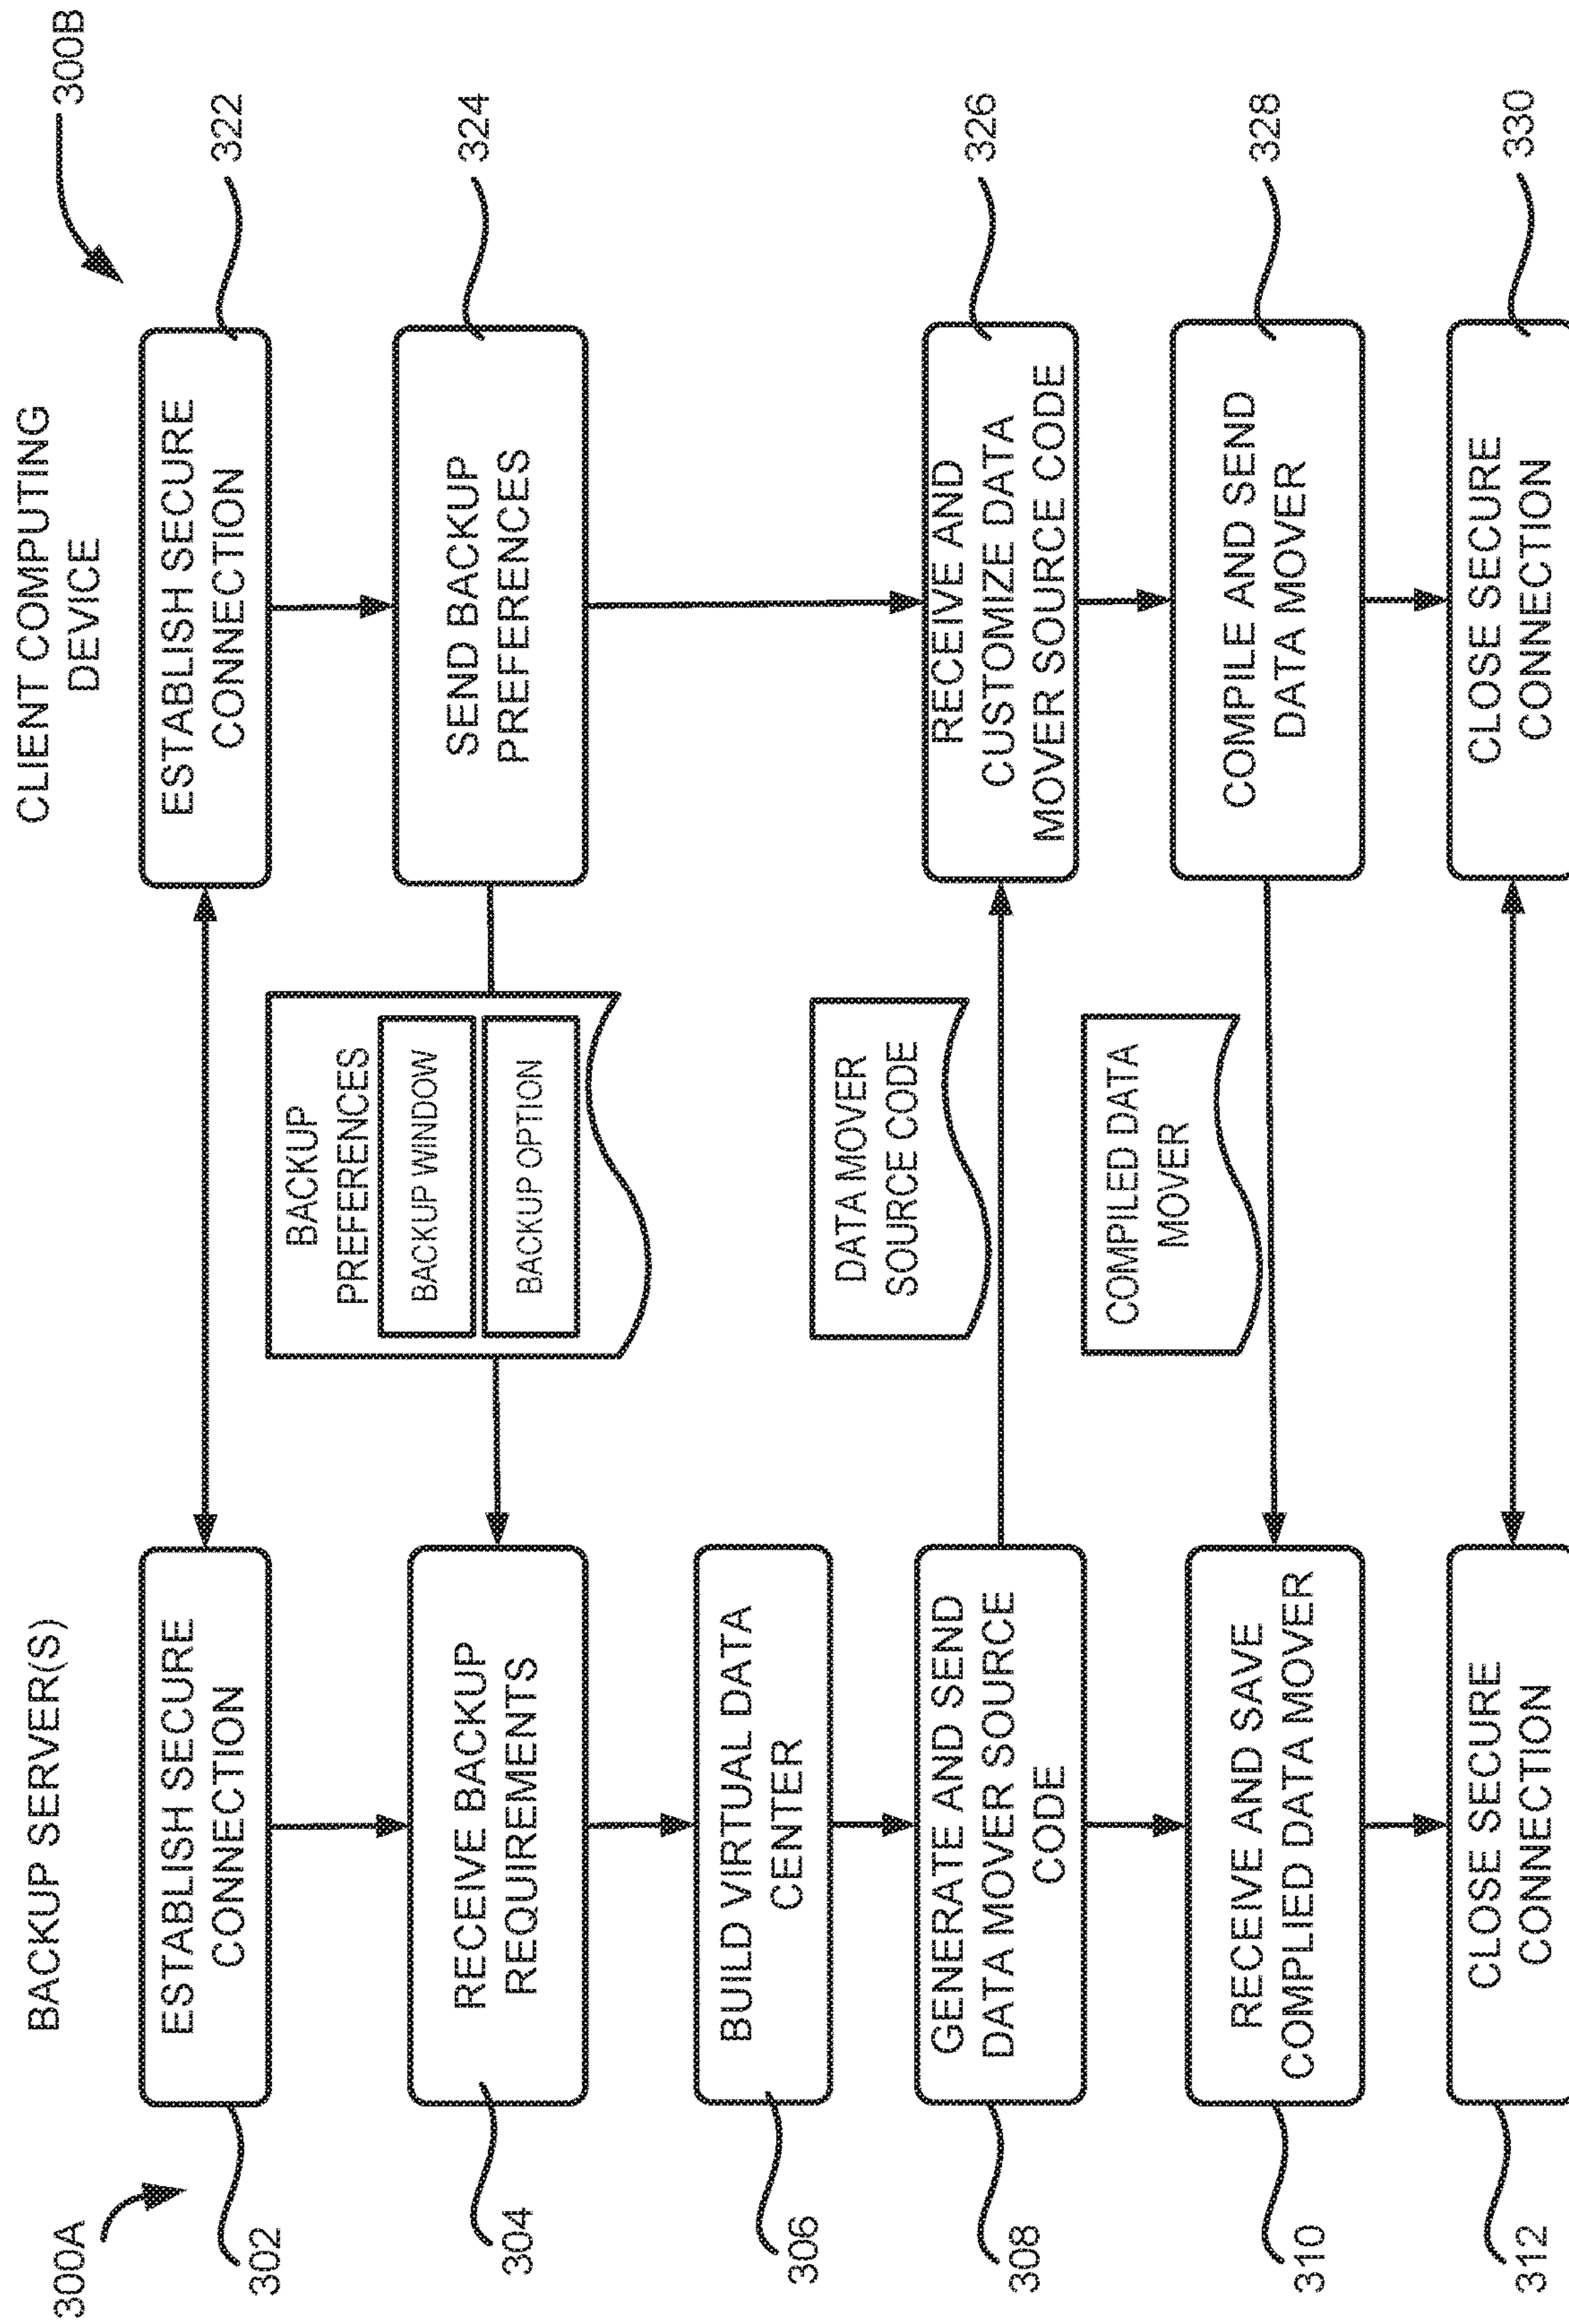 300A
BACKUP SERVER(S)
CLIENT COMPUTING
DEVICE
300B
302
ESTABLISH SECURE
CONNECTION
ESTABLISH SECURE
CONNECTION
322
304
RECEIVE BACKUP
REQUIREMENTS
BACKUP
PREFERENCES
BACKUP WINDOW
BACKUP OPTION
SEND BACKUP
PREFERENCES
324
306
BUILD VIRTUAL DATA
CENTER
308
GENERATE AND SEND
DATA MOVER SOURCE
CODE
DATA MOVER
SOURCE CODE
RECEIVE AND
CUSTOMIZE DATA
MOVER SOURCE CODE
326
310
RECEIVE AND SAVE
COMPLIED DATA MOVER
COMPILED DATA
MOVER
COMPILE AND SEND
DATA MOVER
328
312
CLOSE SECURE
CONNECTION
CLOSE SECURE
CONNECTION
330